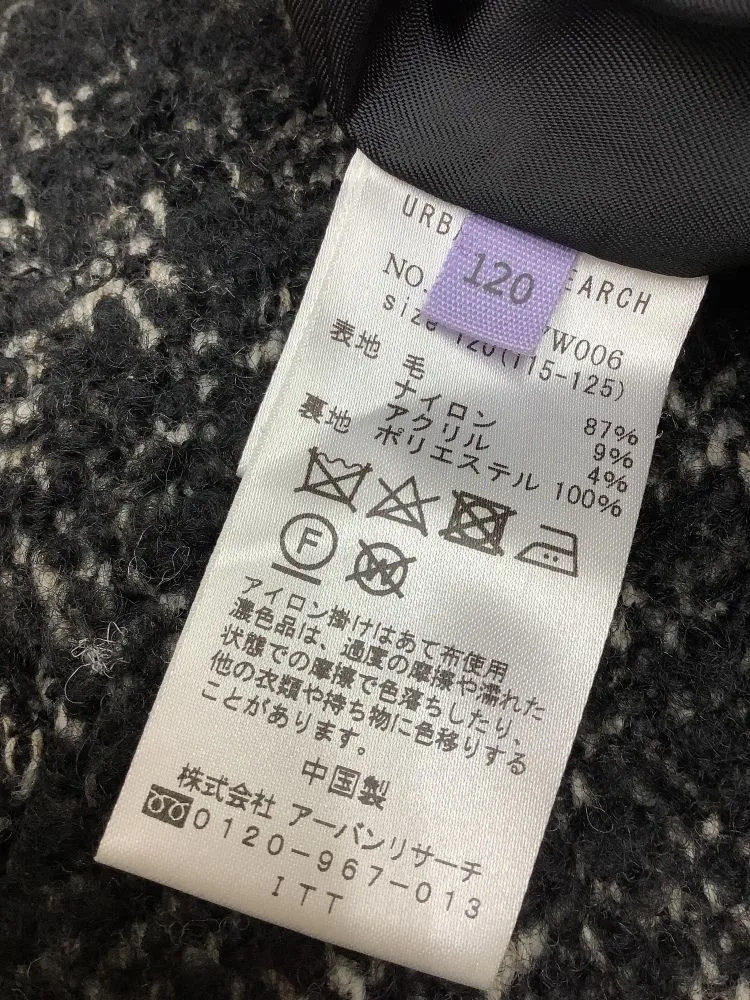 120
URB EARCH
NO. W006
size 120(115-125)
表地 毛 87%
ナイロン 9%
アクリル 4%
裏地 ポリエステル 100%
F
W
アイロン掛けはあて布使用
濃色品は、過度の摩擦や濡れた
状態での摩擦で色落ちしたり、
他の衣類や持ち物に色移りする
ことがあります。
中国製
株式会社 アーバンリサーチ
0120-967-013
ITT